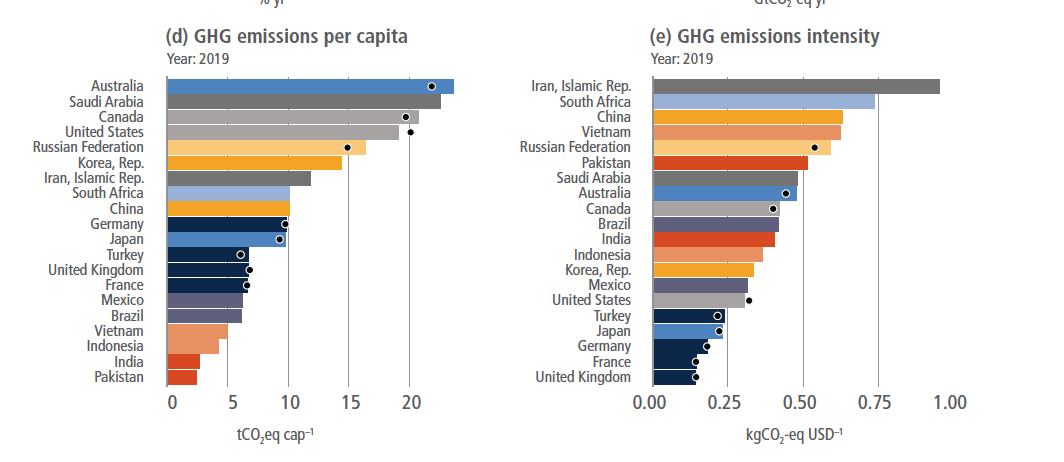 % yr
GtCO₂ eq yr
(d) GHG emissions per capita
Year: 2019
Australia
Saudi Arabia
Canada
United States
Russian Federation
Korea, Rep.
Iran, Islamic Rep.
South Africa
China
Germany
Japan
Turkey
United Kingdom
France
Mexico
Brazil
Vietnam
Indonesia
India
Pakistan
0 5 10 15 20
tCO₂eq cap⁻¹
(e) GHG emissions intensity
Year: 2019
Iran, Islamic Rep.
South Africa
China
Vietnam
Russian Federation
Pakistan
Saudi Arabia
Australia
Canada
Brazil
India
Indonesia
Korea, Rep.
Mexico
United States
Turkey
Japan
Germany
France
United Kingdom
0.00 0.25 0.50 0.75 1.00
kgCO₂-eq USD⁻¹